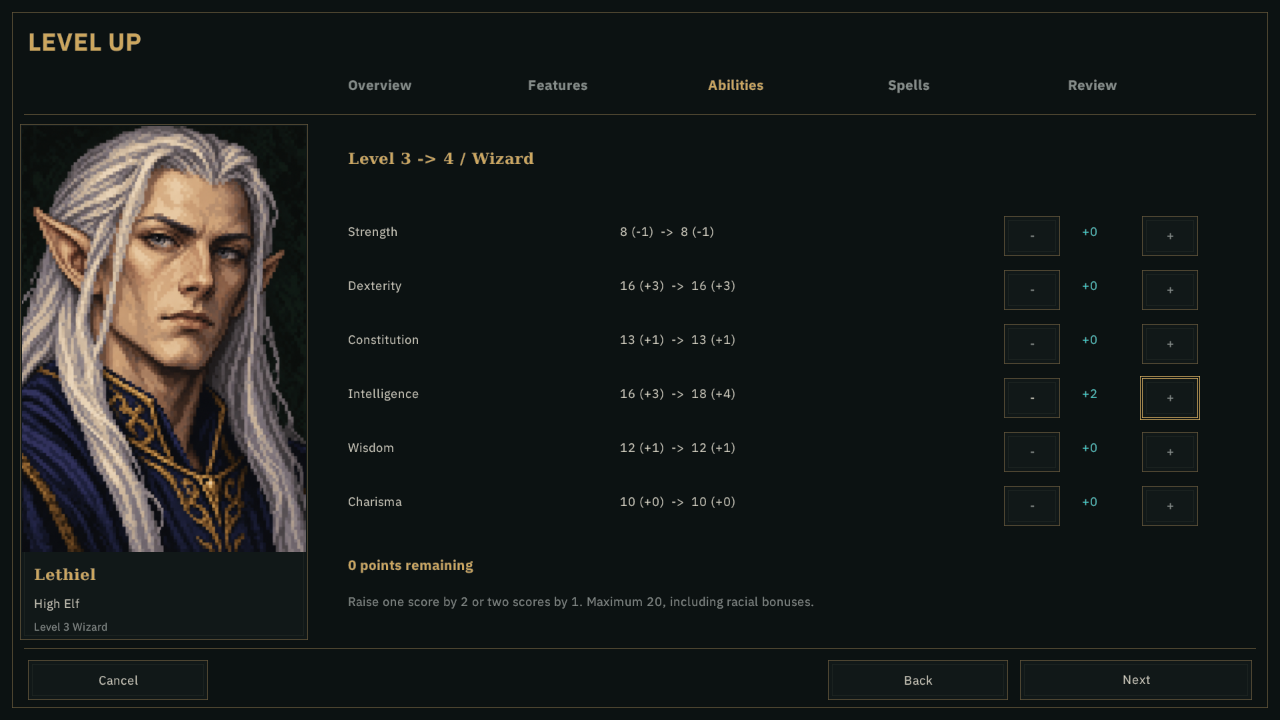 LEVEL UP
Overview Features Abilities Spells Review
Level 3 -> 4 / Wizard
Strength 8 (-1) -> 8 (-1) - +0 +
Dexterity 16 (+3) -> 16 (+3) - +0 +
Constitution 13 (+1) -> 13 (+1) - +0 +
Intelligence 16 (+3) -> 18 (+4) - +2 +
Wisdom 12 (+1) -> 12 (+1) - +0 +
Charisma 10 (+0) -> 10 (+0) - +0 +
0 points remaining
Raise one score by 2 or two scores by 1. Maximum 20, including racial bonuses.
Lethiel
High Elf
Level 3 Wizard
Cancel Back Next